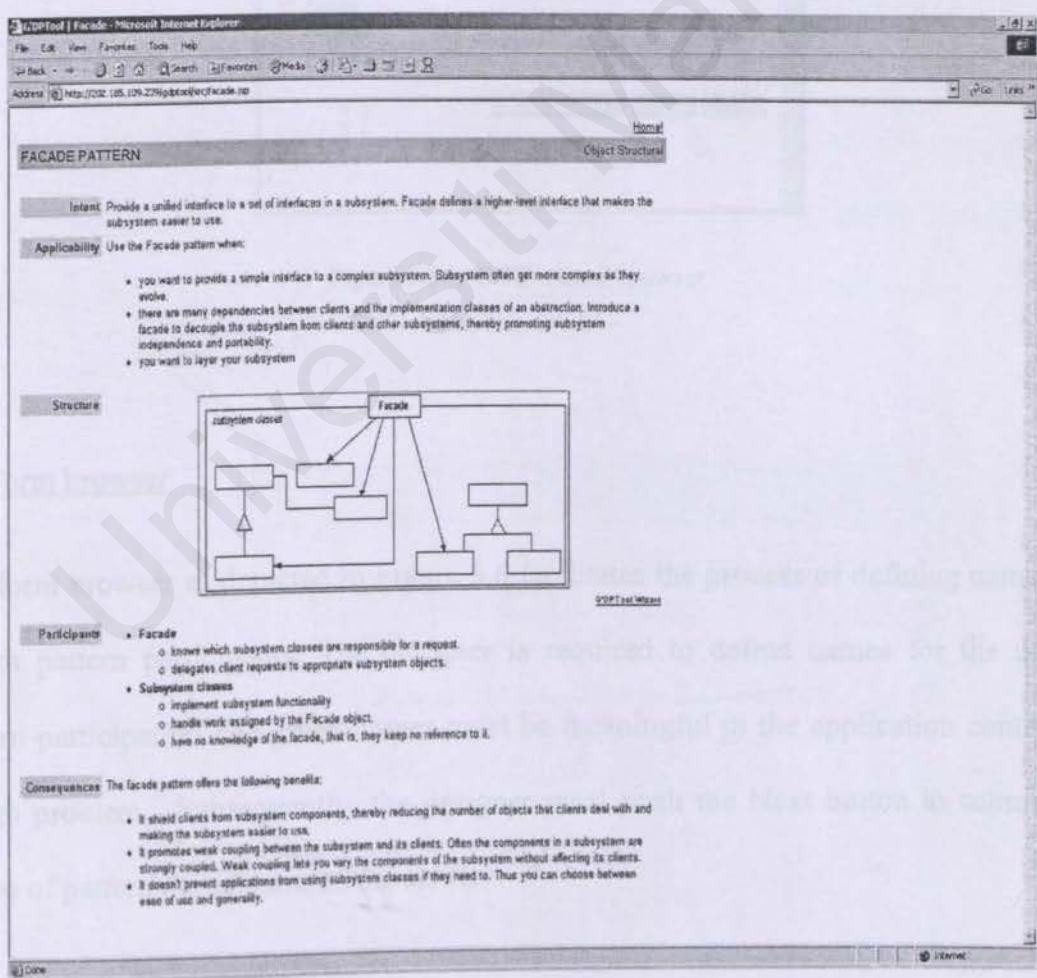 GDPTool | Facade - Microsoft Internet Explorer
File Edit View Favorites Tools Help
Back Search Favorites Media
Address http://202.185.109.239/gdptool/src/facade.jsp Go Links »
Home!
FACADE PATTERN Object Structural
Intent Provide a unified interface to a set of interfaces in a subsystem. Facade defines a higher-level interface that makes the
subsystem easier to use.
Applicability Use the Facade pattern when:
• you want to provide a simple interface to a complex subsystem. Subsystem often get more complex as they
evolve.
• there are many dependencies between clients and the implementation classes of an abstraction. Introduce a
facade to decouple the subsystem from clients and other subsystems, thereby promoting subsystem
independence and portability.
• you want to layer your subsystem
Structure
Facade
subsystem classes
GDPTool Wizard
Participants • Facade
o knows which subsystem classes are responsible for a request.
o delegates client requests to appropriate subsystem objects.
• Subsystem classes
o implement subsystem functionality
o handle work assigned by the Facade object.
o have no knowledge of the facade, that is, they keep no reference to it.
Consequences The facade pattern offers the following benefits:
• It shield clients from subsystem components, thereby reducing the number of objects that clients deal with and
making the subsystem easier to use.
• It promotes weak coupling between the subsystem and its clients. Often the components in a subsystem are
strongly coupled. Weak coupling lets you vary the components of the subsystem without affecting its clients.
• It doesn't prevent applications from using subsystem classes if they need to. Thus you can choose between
ease of use and generality.
Done Internet
Universiti